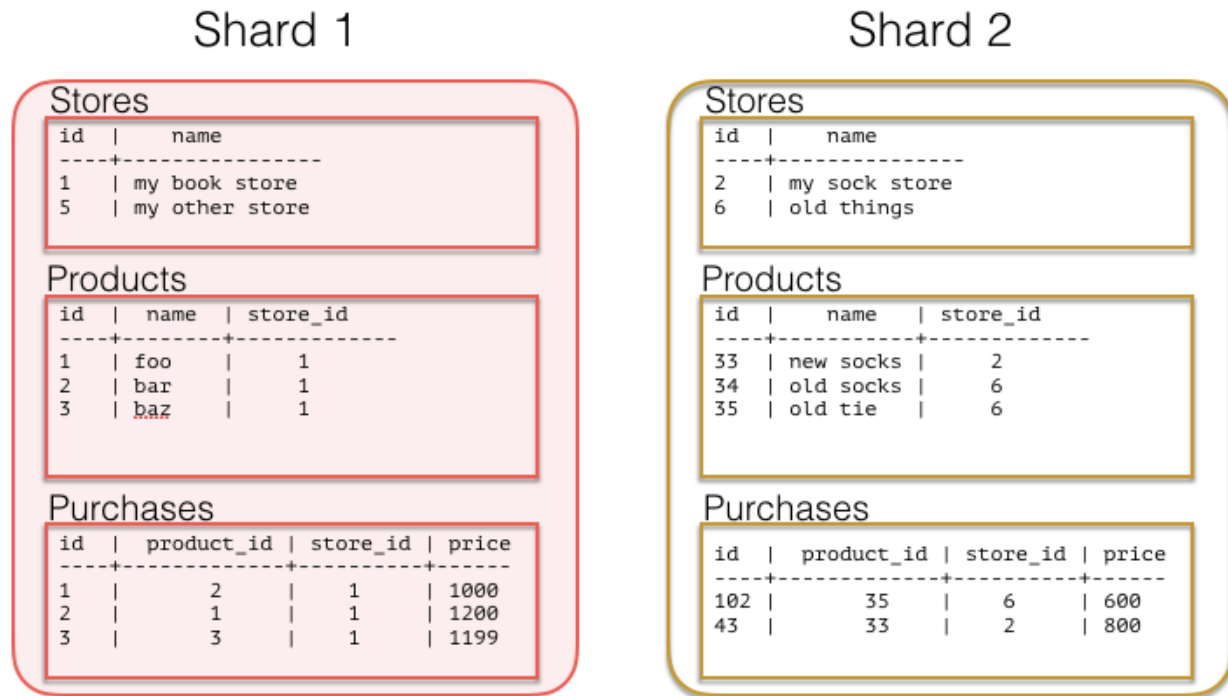 Shard 1
Stores
id | name
----+----------------
1 | my book store
5 | my other store
Products
id | name | store_id
----+--------+-------------
1 | foo | 1
2 | bar | 1
3 | baz | 1
Purchases
id | product_id | store_id | price
----+-------------+----------+------
1 | 2 | 1 | 1000
2 | 1 | 1 | 1200
3 | 3 | 1 | 1199
Shard 2
Stores
id | name
----+---------------
2 | my sock store
6 | old things
Products
id | name | store_id
----+-----------+-------------
33 | new socks | 2
34 | old socks | 6
35 | old tie | 6
Purchases
id | product_id | store_id | price
----+-------------+----------+------
102 | 35 | 6 | 600
43 | 33 | 2 | 800